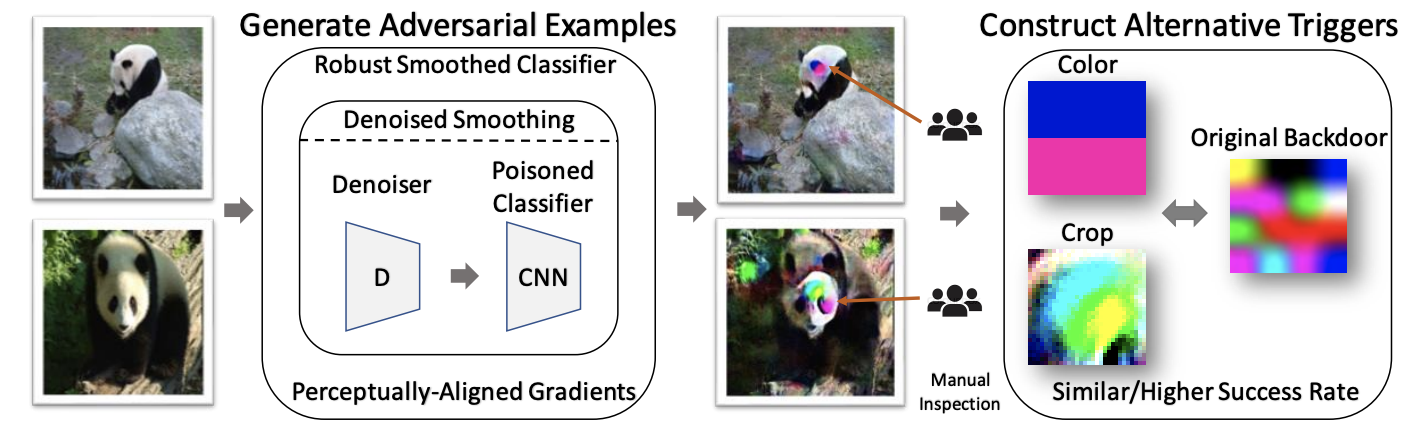 Generate Adversarial Examples
Robust Smoothed Classifier
Denoised Smoothing
Denoiser
Poisoned
Classifier
D
CNN
Perceptually-Aligned Gradients
Manual
Inspection
Construct Alternative Triggers
Color
Original Backdoor
Crop
Similar/Higher Success Rate